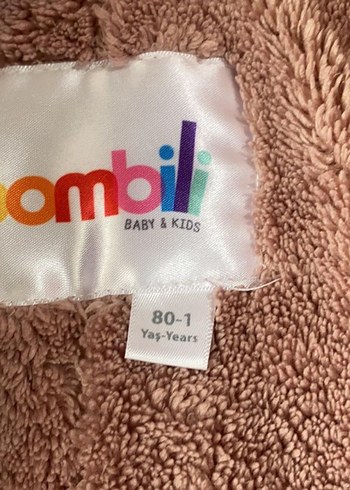 ombili
BABY & KIDS
80-1
Yaş-Years